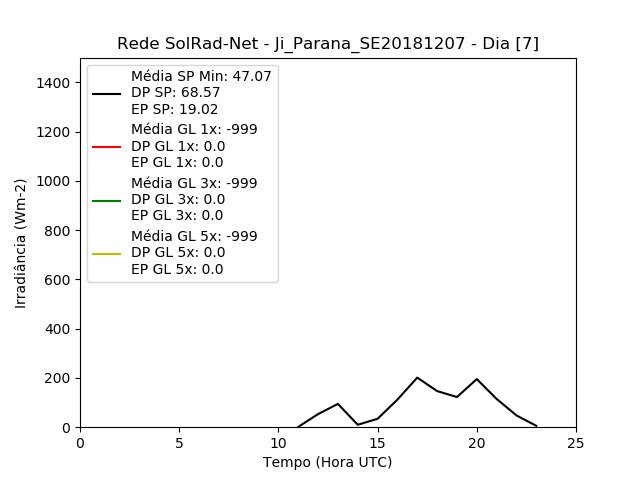 Rede SolRad-Net - Ji_Parana_SE20181207 - Dia [7]
Média SP Min: 47.07
DP SP: 68.57
EP SP: 19.02
Média GL 1x: -999
DP GL 1x: 0.0
EP GL 1x: 0.0
Média GL 3x: -999
DP GL 3x: 0.0
EP GL 3x: 0.0
Média GL 5x: -999
DP GL 5x: 0.0
EP GL 5x: 0.0
Irradiância (Wm-2)
1400
1200
1000
800
600
400
200
0
0 5 10 15 20 25
Tempo (Hora UTC)